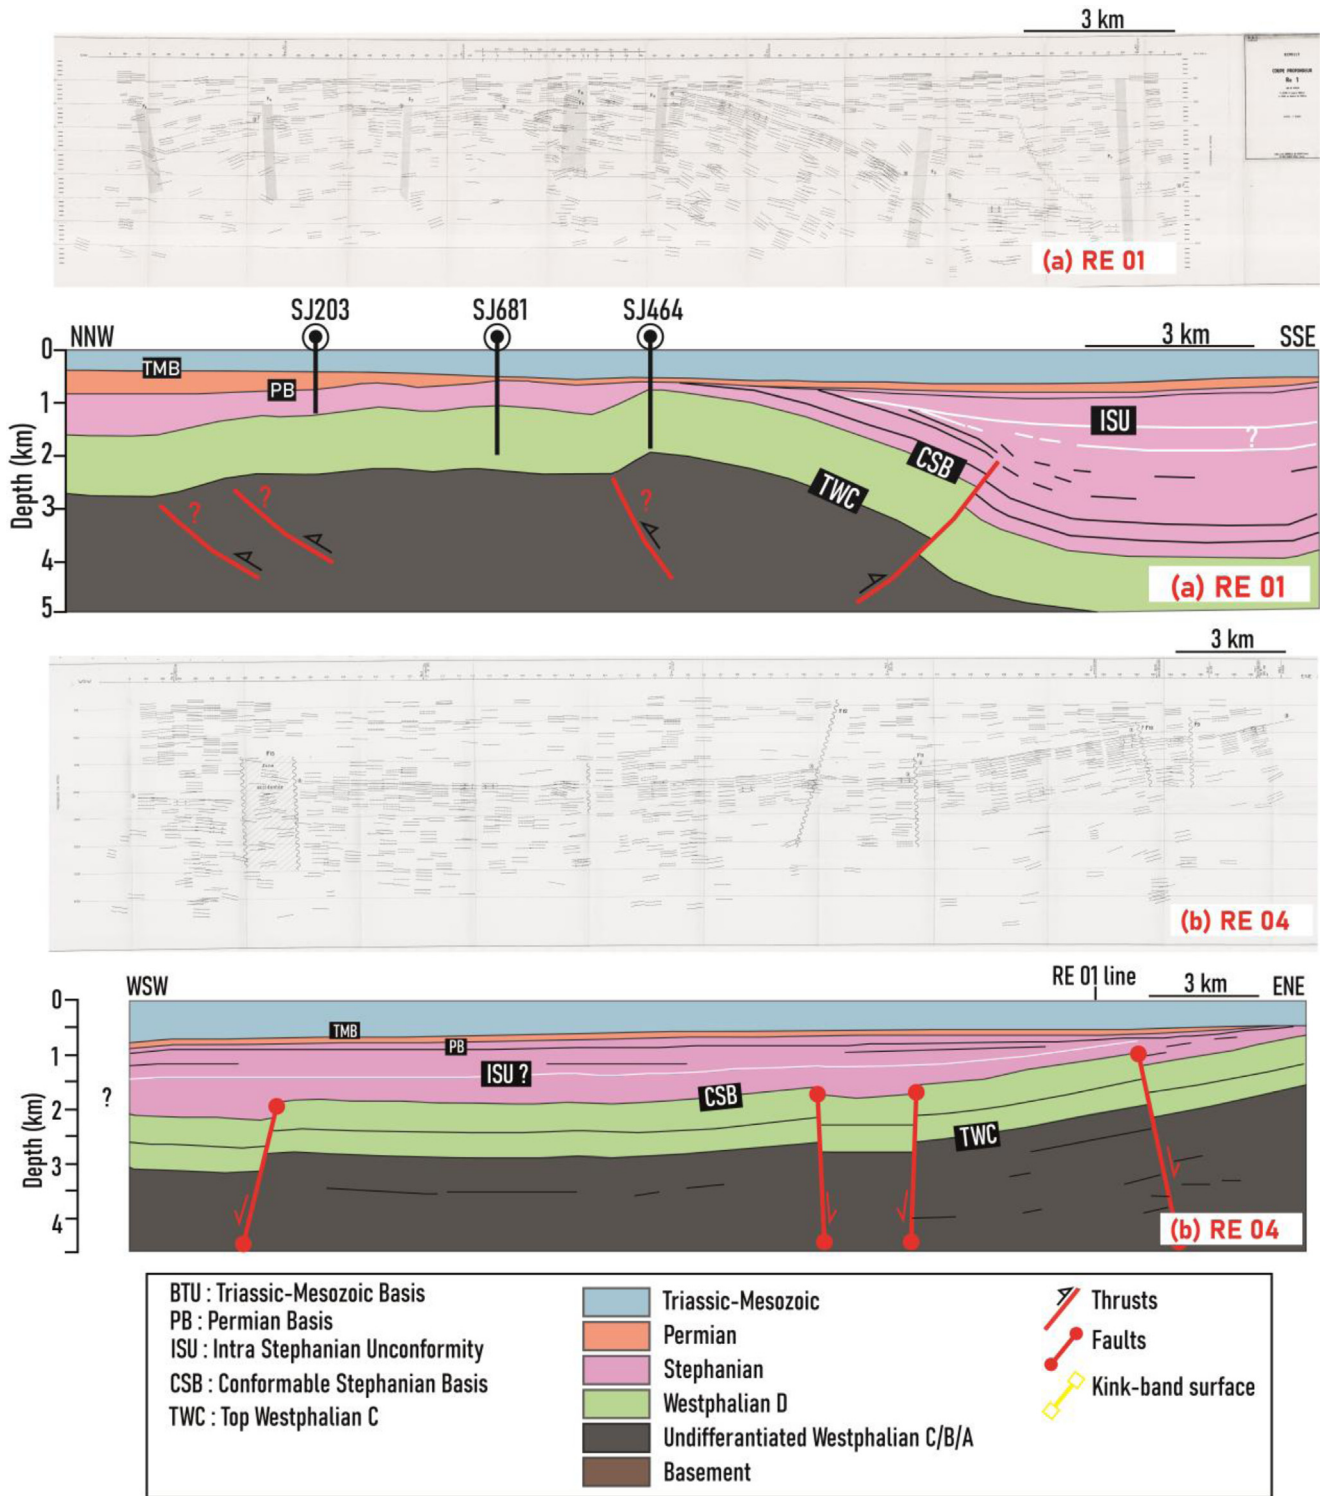 3 km
(a) RE 01
SJ203
SJ681
SJ464
NNW
3 km
SSE
0
TMB
PB
1
ISU
?
2
CSB
TWC
Depth (km)
3
?
?
?
4
5
(a) RE 01
3 km
(b) RE 04
WSW
RE 01 line
3 km
ENE
0
TMB
PB
1
ISU ?
?
CSB
2
TWC
Depth (km)
3
4
(b) RE 04
BTU : Triassic-Mesozoic Basis
PB : Permian Basis
ISU : Intra Stephanian Unconformity
CSB : Conformable Stephanian Basis
TWC : Top Westphalian C
Triassic-Mesozoic
Permian
Stephanian
Westphalian D
Undifferantiated Westphalian C/B/A
Basement
Thrusts
Faults
Kink-band surface